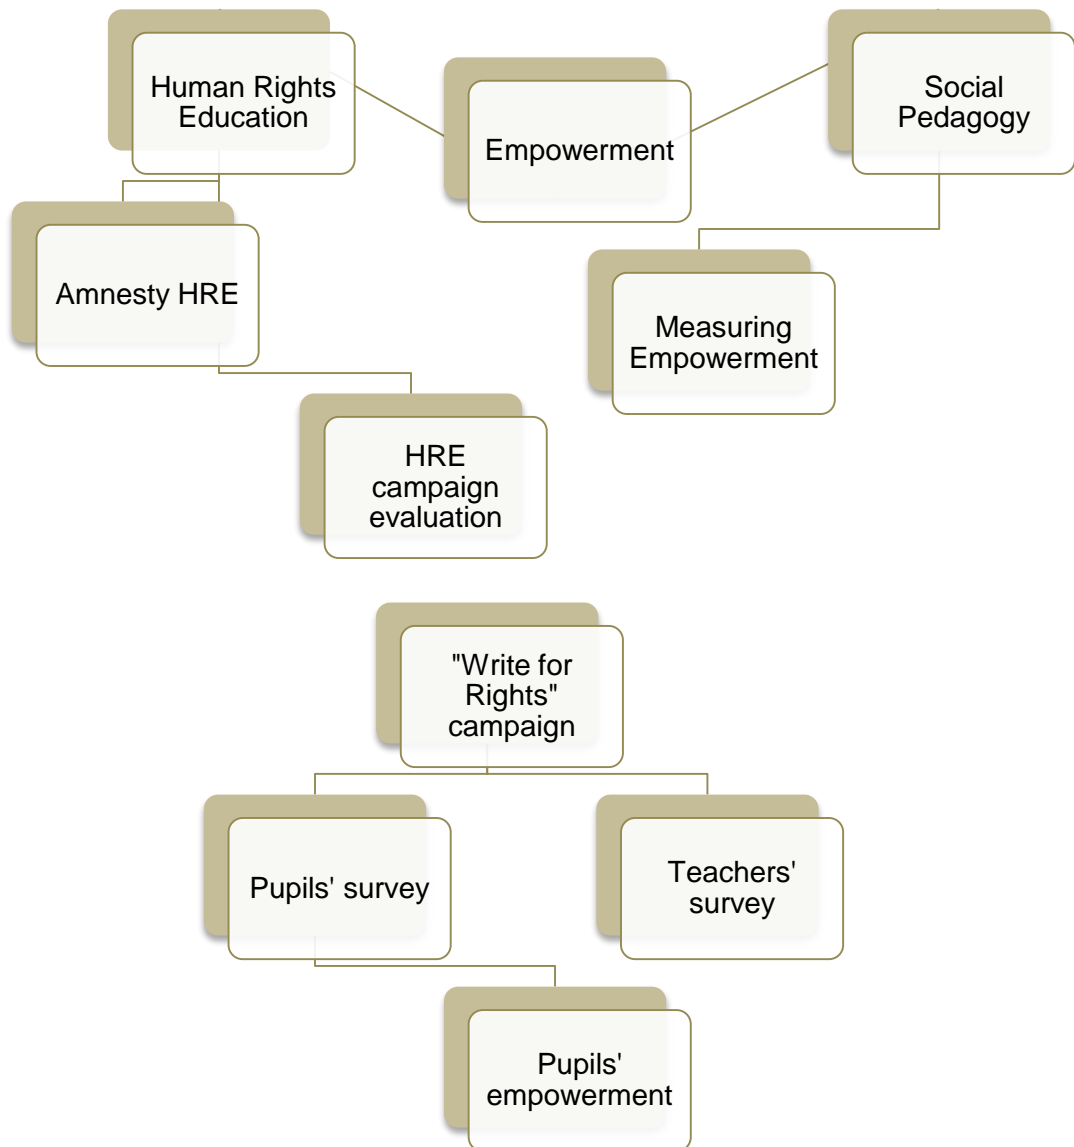 Human Rights
Education
Empowerment
Social
Pedagogy
Amnesty HRE
Measuring
Empowerment
HRE
campaign
evaluation
"Write for
Rights"
campaign
Pupils' survey
Teachers'
survey
Pupils'
empowerment